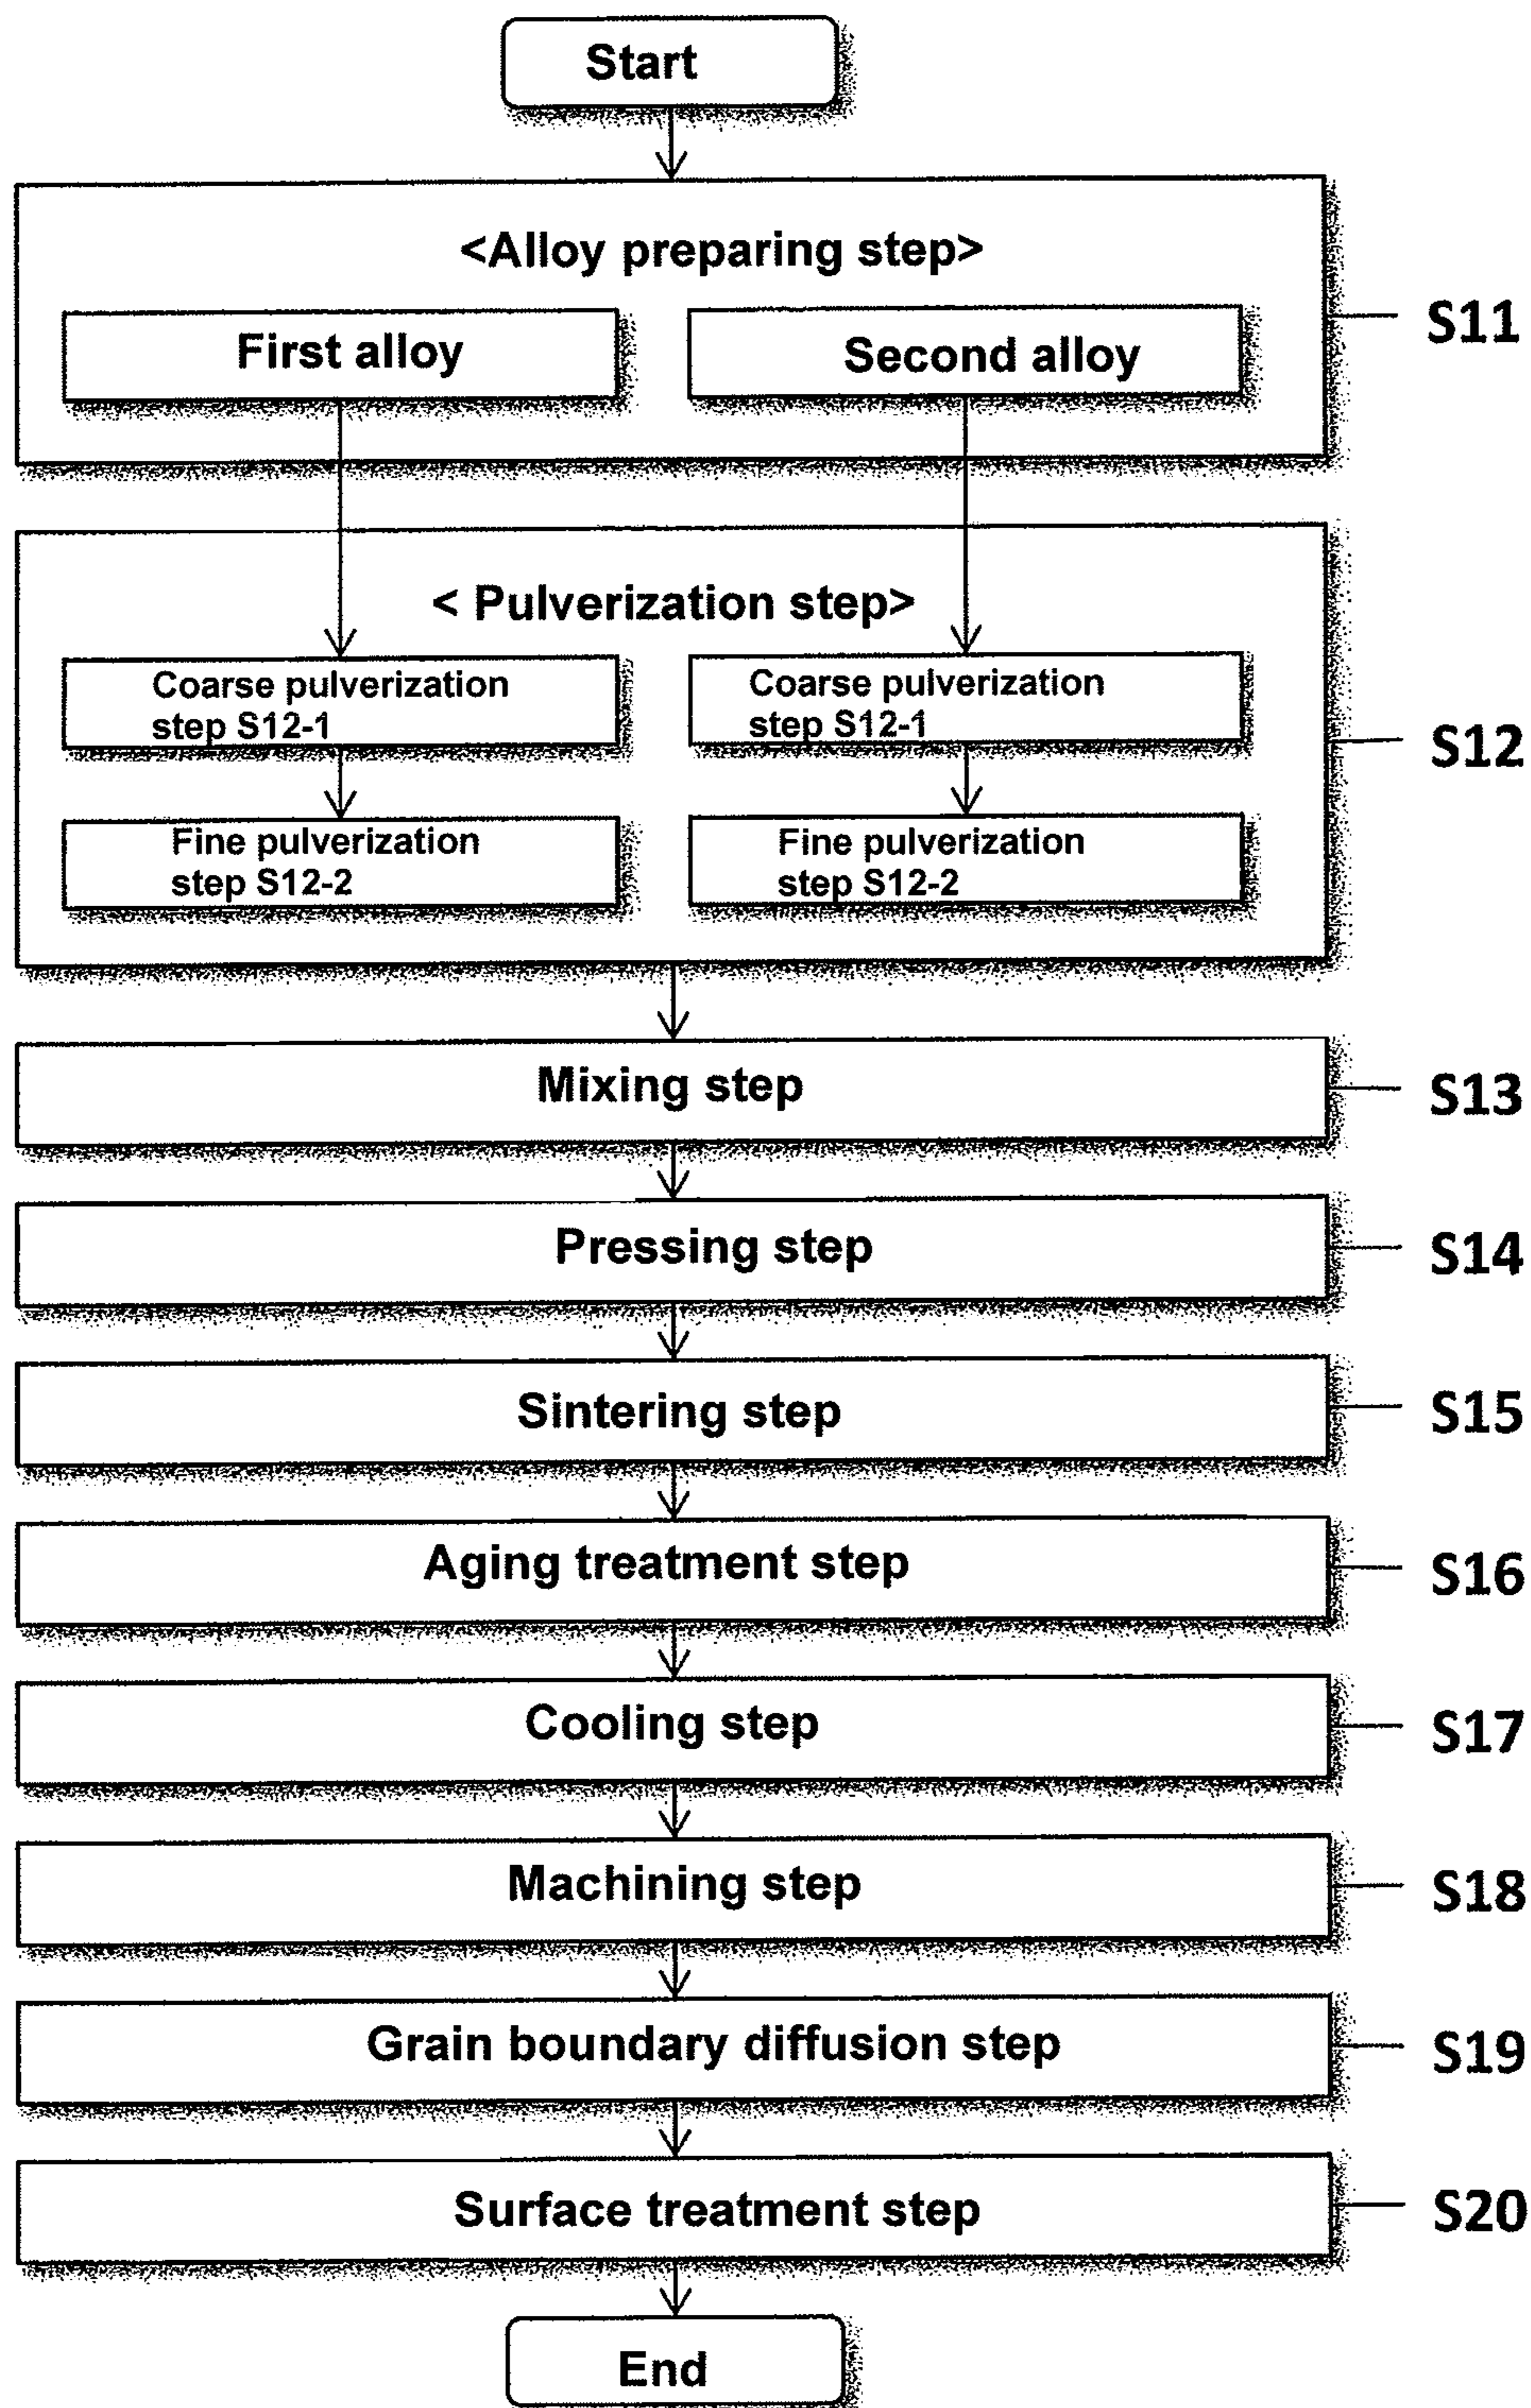 Start
<Alloy preparing step>
First alloy
Second alloy
S11
< Pulverization step>
Coarse pulverization
step S12-1
Coarse pulverization
step S12-1
S12
Fine pulverization
step S12-2
Fine pulverization
step S12-2
Mixing step
S13
Pressing step
S14
Sintering step
S15
Aging treatment step
S16
Cooling step
S17
Machining step
S18
Grain boundary diffusion step
S19
Surface treatment step
S20
End